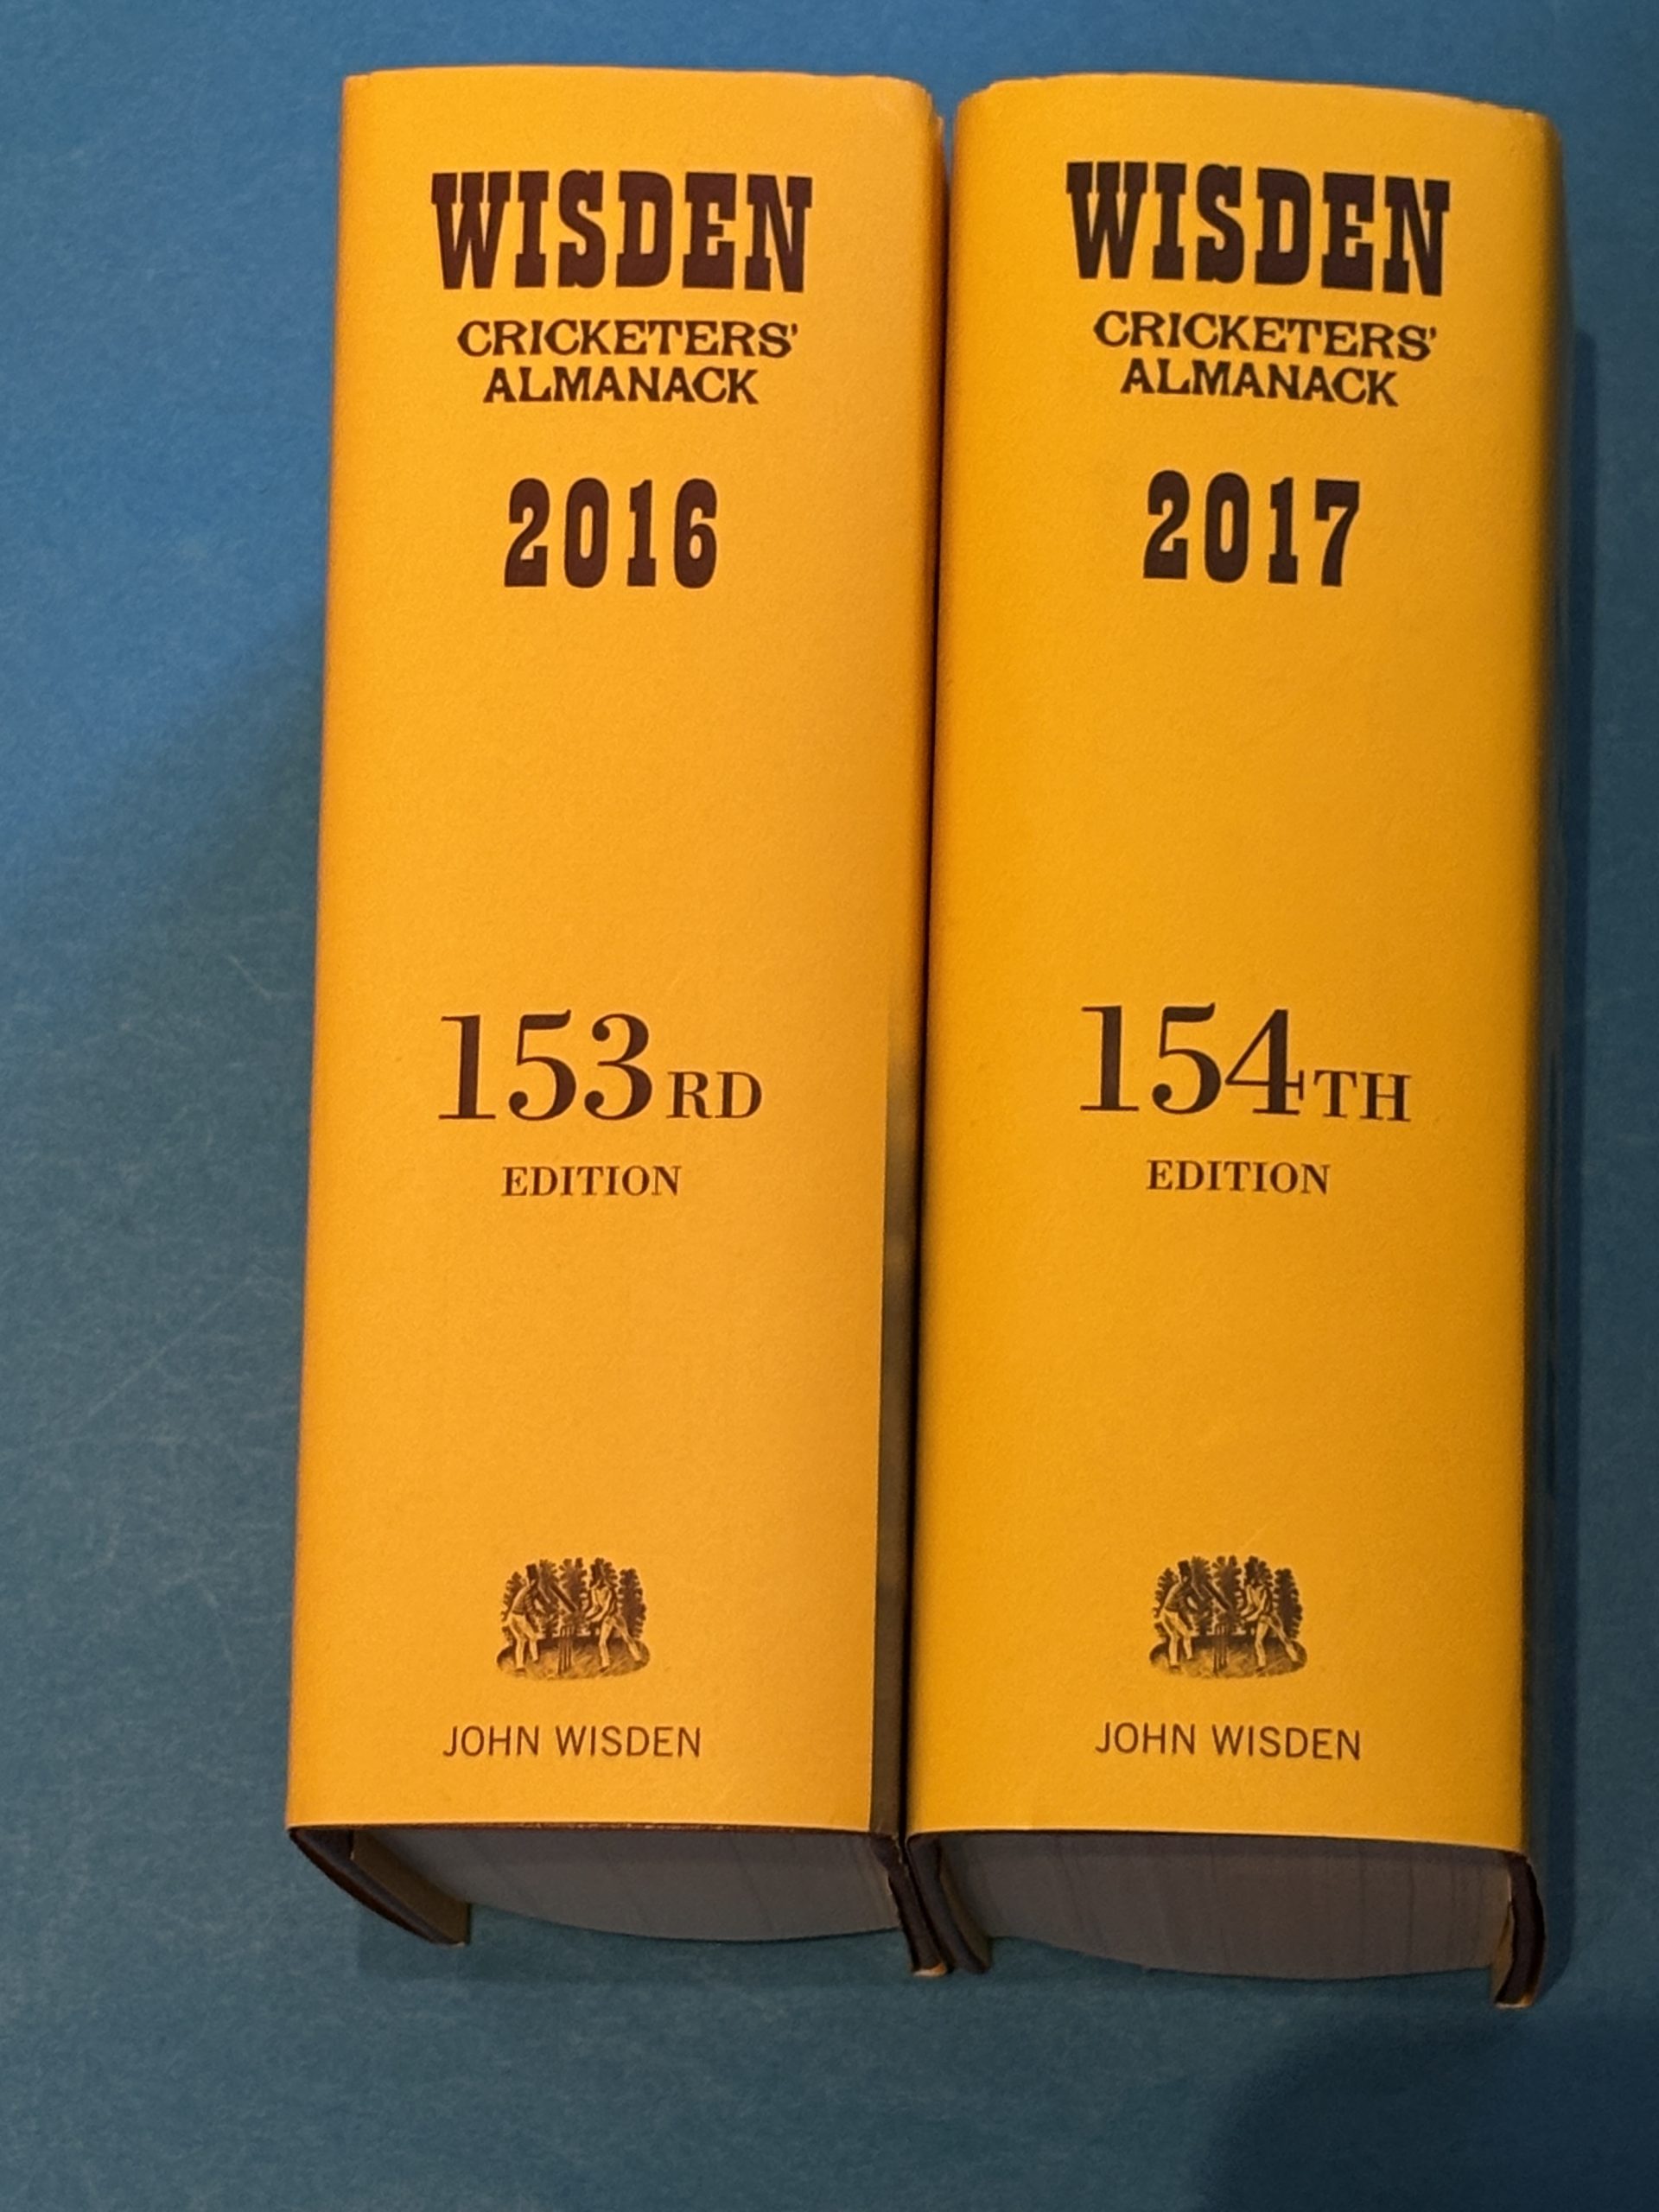 WISDEN
CRICKETERS'
ALMANACK
2016
153RD
EDITION
JOHN WISDEN
WISDEN
CRICKETERS'
ALMANACK
2017
154TH
EDITION
JOHN WISDEN